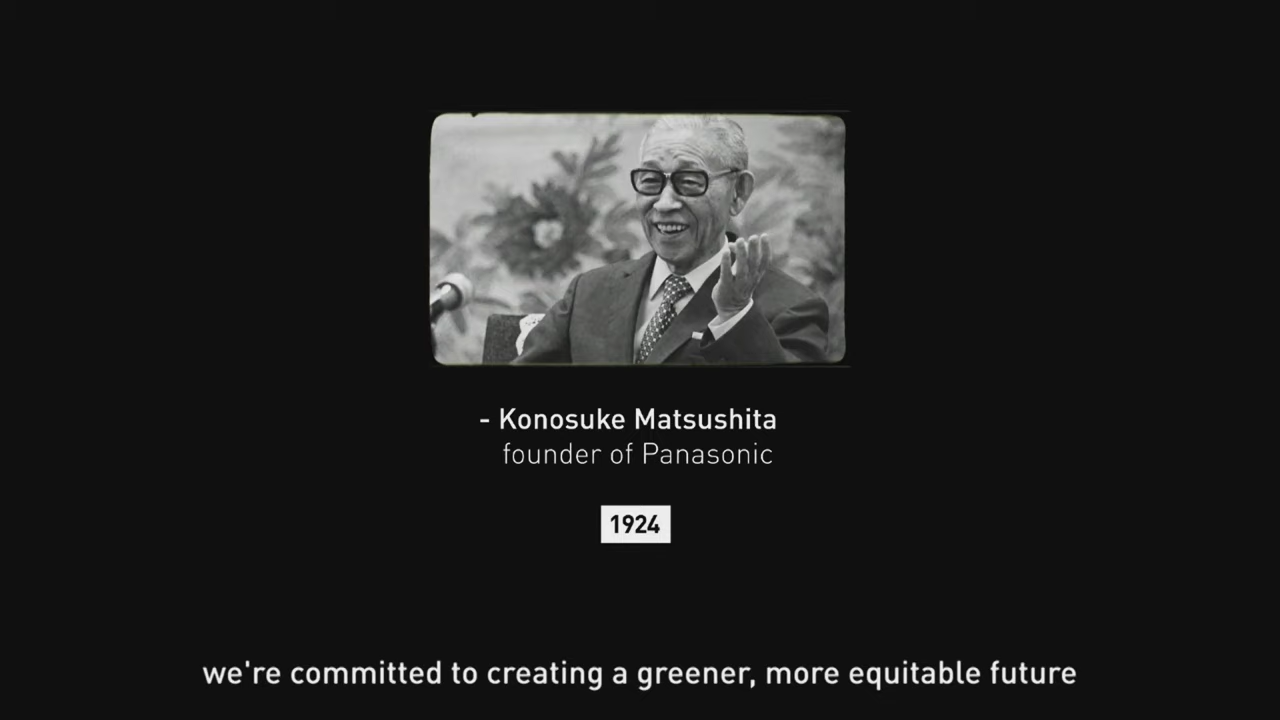 - Konosuke Matsushita
founder of Panasonic
1924
we're committed to creating a greener, more equitable future